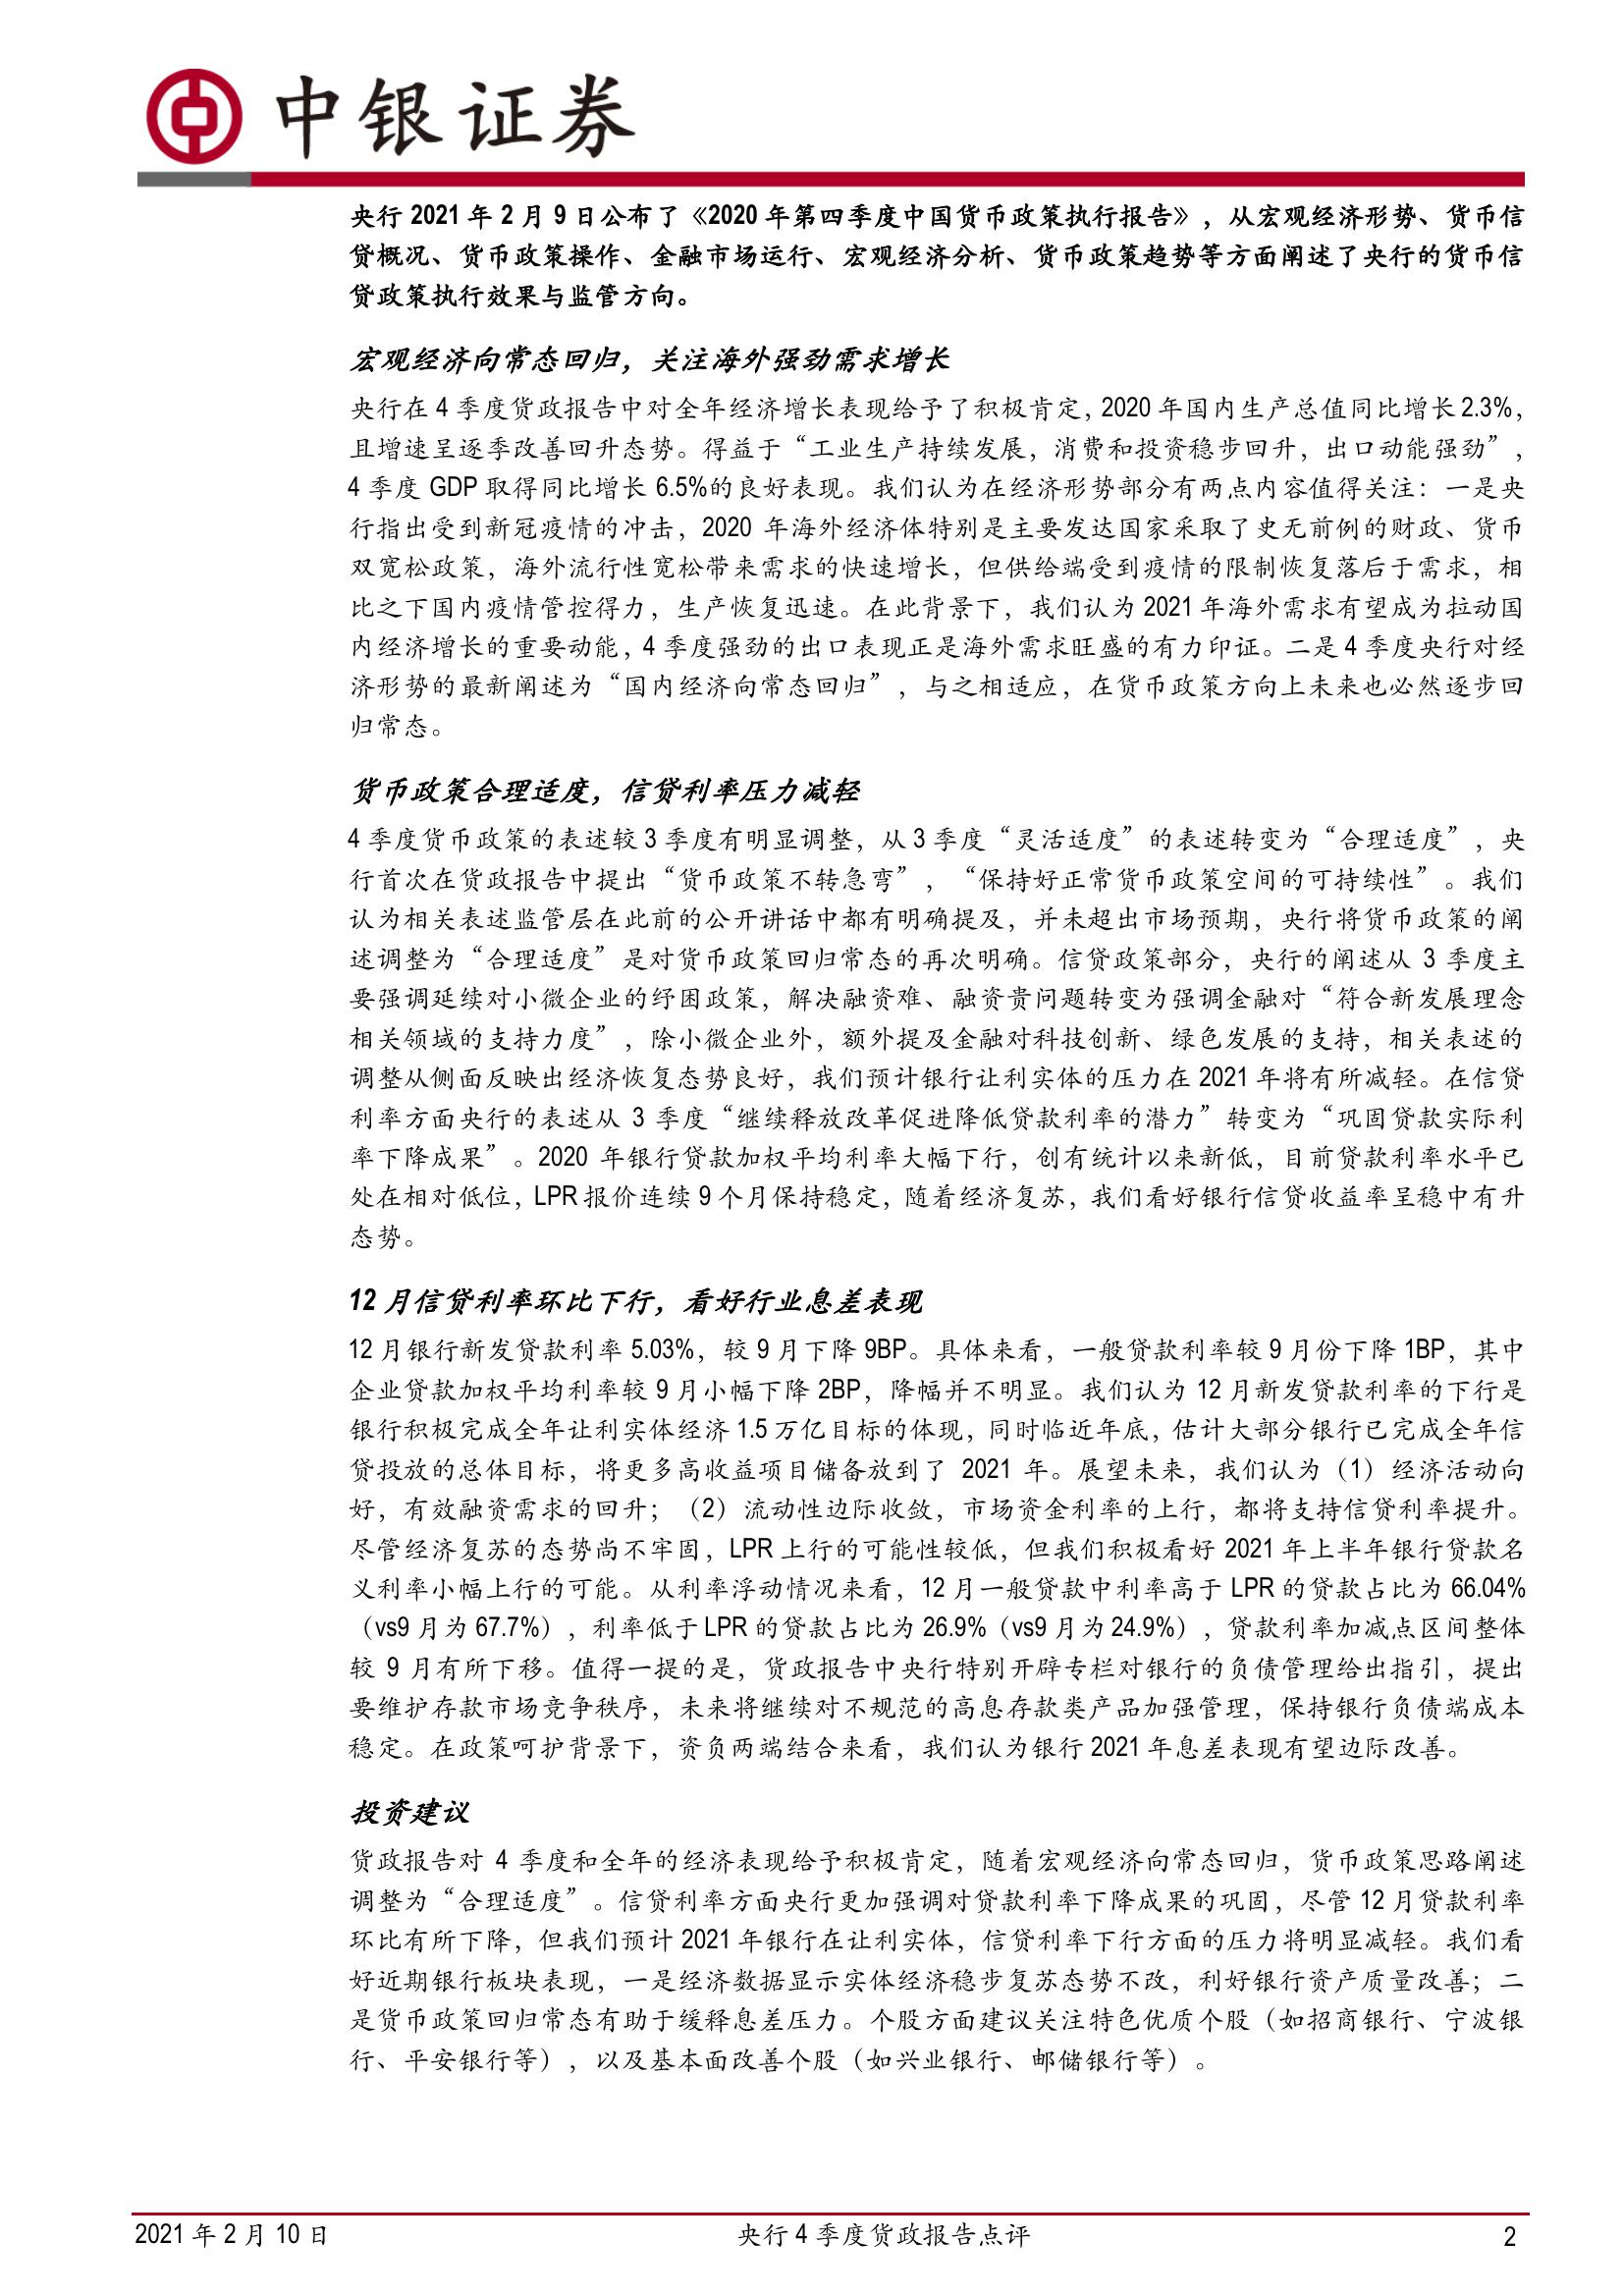 中银证券
央行 2021 年 2 月 9 日公布了《2020 年第四季度中国货币政策执行报告》，从宏观经济形势、货币信
贷概况、货币政策操作、金融市场运行、宏观经济分析、货币政策趋势等方面阐述了央行的货币信
贷政策执行效果与监管方向。
宏观经济向常态回归，关注海外强劲需求增长
央行在 4 季度货政报告中对全年经济增长表现给予了积极肯定，2020 年国内生产总值同比增长 2.3%，
且增速呈逐季改善回升态势。得益于“工业生产持续发展，消费和投资稳步回升，出口动能强劲”，
4 季度 GDP 取得同比增长 6.5%的良好表现。我们认为在经济形势部分有两点内容值得关注：一是央
行指出受到新冠疫情的冲击，2020 年海外经济体特别是主要发达国家采取了史无前例的财政、货币
双宽松政策，海外流行性宽松带来需求的快速增长，但供给端受到疫情的限制恢复落后于需求，相
比之下国内疫情管控得力，生产恢复迅速。在此背景下，我们认为 2021 年海外需求有望成为拉动国
内经济增长的重要动能，4 季度强劲的出口表现正是海外需求旺盛的有力印证。二是 4 季度央行对经
济形势的最新阐述为“国内经济向常态回归”，与之相适应，在货币政策方向上未来也必然逐步回
归常态。
货币政策合理适度，信贷利率压力减轻
4 季度货币政策的表述较 3 季度有明显调整，从 3 季度“灵活适度”的表述转变为“合理适度”，央
行首次在货政报告中提出“货币政策不转急弯”，“保持好正常货币政策空间的可持续性”。我们
认为相关表述监管层在此前的公开讲话中都有明确提及，并未超出市场预期，央行将货币政策的阐
述调整为“合理适度”是对货币政策回归常态的再次明确。信贷政策部分，央行的阐述从 3 季度主
要强调延续对小微企业的纾困政策，解决融资难、融资贵问题转变为强调金融对“符合新发展理念
相关领域的支持力度”，除小微企业外，额外提及金融对科技创新、绿色发展的支持，相关表述的
调整从侧面反映出经济恢复态势良好，我们预计银行让利实体的压力在 2021 年将有所减轻。在信贷
利率方面央行的表述从 3 季度“继续释放改革促进降低贷款利率的潜力”转变为“巩固贷款实际利
率下降成果”。2020 年银行贷款加权平均利率大幅下行，创有统计以来新低，目前贷款利率水平已
处在相对低位，LPR 报价连续 9 个月保持稳定，随着经济复苏，我们看好银行信贷收益率呈稳中有升
态势。
12 月信贷利率环比下行，看好行业息差表现
12 月银行新发贷款利率 5.03%，较 9 月下降 9BP。具体来看，一般贷款利率较 9 月份下降 1BP，其中
企业贷款加权平均利率较 9 月小幅下降 2BP，降幅并不明显。我们认为 12 月新发贷款利率的下行是
银行积极完成全年让利实体经济 1.5 万亿目标的体现，同时临近年底，估计大部分银行已完成全年信
贷投放的总体目标，将更多高收益项目储备放到了 2021 年。展望未来，我们认为（1）经济活动向
好，有效融资需求的回升；（2）流动性边际收敛，市场资金利率的上行，都将支持信贷利率提升。
尽管经济复苏的态势尚不牢固，LPR 上行的可能性较低，但我们积极看好 2021 年上半年银行贷款名
义利率小幅上行的可能。从利率浮动情况来看，12 月一般贷款中利率高于 LPR 的贷款占比为 66.04%
（vs9 月为 67.7%），利率低于 LPR 的贷款占比为 26.9%（vs9 月为 24.9%），贷款利率加减点区间整体
较 9 月有所下移。值得一提的是，货政报告中央行特别开辟专栏对银行的负债管理给出指引，提出
要维护存款市场竞争秩序，未来将继续对不规范的高息存款类产品加强管理，保持银行负债端成本
稳定。在政策呵护背景下，资负两端结合来看，我们认为银行 2021 年息差表现有望边际改善。
投资建议
货政报告对 4 季度和全年的经济表现给予积极肯定，随着宏观经济向常态回归，货币政策思路阐述
调整为“合理适度”。信贷利率方面央行更加强调对贷款利率下降成果的巩固，尽管 12 月贷款利率
环比有所下降，但我们预计 2021 年银行在让利实体，信贷利率下行方面的压力将明显减轻。我们看
好近期银行板块表现，一是经济数据显示实体经济稳步复苏态势不改，利好银行资产质量改善；二
是货币政策回归常态有助于缓释息差压力。个股方面建议关注特色优质个股（如招商银行、宁波银
行、平安银行等），以及基本面改善个股（如兴业银行、邮储银行等）。
2021 年 2 月 10 日 央行 4 季度货政报告点评 2